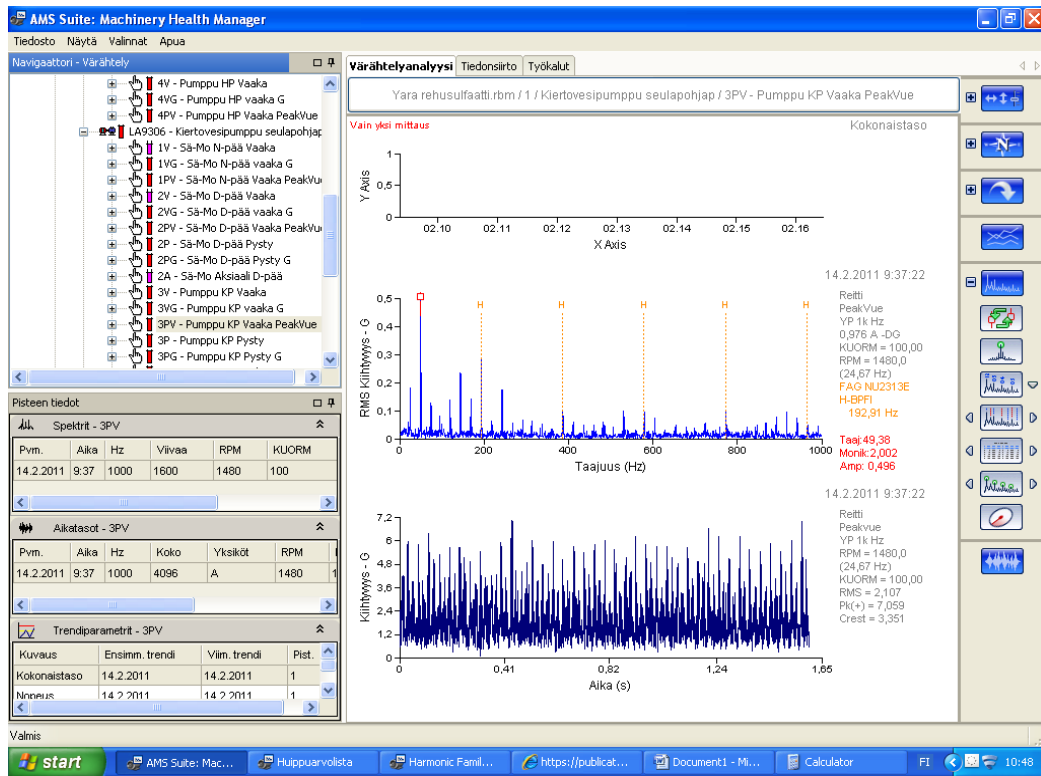 AMS Suite: Machinery Health Manager
Tiedosto Näytä Valinnat Apua
Navigaattori - Värähtely
4V - Pumppu HP Vaaka
4VG - Pumppu HP vaaka G
4PV - Pumppu HP Vaaka PeakVue
LA9306 - Kiertovesipumppu seulapohjap
1V - Sä-Mo N-pää Vaaka
1VG - Sä-Mo N-pää vaaka G
1PV - Sä-Mo N-pää Vaaka PeakVu
2V - Sä-Mo D-pää Vaaka
2VG - Sä-Mo D-pää vaaka G
2PV - Sä-Mo D-pää Vaaka PeakVu
2P - Sä-Mo D-pää Pysty
2PG - Sä-Mo D-pää Pysty G
2A - Sä-Mo Aksiaali D-pää
3V - Pumppu KP Vaaka
3VG - Pumppu KP vaaka G
3PV - Pumppu KP Vaaka PeakVue
3P - Pumppu KP Pysty
3PG - Pumppu KP Pysty G
Pisteen tiedot
Spektrit - 3PV
Pvm. Aika Hz Viivaa RPM KUORM
14.2.2011 9:37 1000 1600 1480 100
Aikatasot - 3PV
Pvm. Aika Hz Koko Yksiköt RPM
14.2.2011 9:37 1000 4096 A 1480 1
Trendiparametrit - 3PV
Kuvaus Ensimm. trendi Viim. trendi Pist.
Kokonaistaso 14.2.2011 14.2.2011 1
Nopeus 14.2.2011 14.2.2011 1
Värähtelyanalyysi Tiedonsiirto Työkalut
Yara rehusulfaatti.rbm / 1 / Kiertovesipumppu seulapohjap / 3PV - Pumppu KP Vaaka PeakVue
Vain yksi mittaus Kokonaistaso
Y Axis
1
0,5
0
02.10 02.11 02.12 02.13 02.14 02.15 02.16
X Axis
14.2.2011 9:37:22
RMS Kiihtyvyys - G
0,5
0,4
0,3
0,2
0,1
0
H H H H H
0 200 400 600 800 1000
Taajuus (Hz)
Reitti
PeakVue
YP 1k Hz
0,976 A -DG
KUORM = 100,00
RPM = 1480,0
(24,67 Hz)
FAG NU2313E
H-BPFI
192,91 Hz
Taaj:49,38
Monik:2,002
Amp: 0,496
14.2.2011 9:37:22
Kiihtyvyys - G
7,2
6
4,8
3,6
2,4
1,2
0
0 0,41 0,82 1,24 1,65
Aika (s)
Reitti
Peakvue
YP 1k Hz
RPM = 1480,0
(24,67 Hz)
KUORM = 100,00
RMS = 2,107
Pk(+) = 7,059
Crest = 3,351
N
Valmis
start AMS Suite: Mac... Huippuarvolista Harmonic Famil... https://publicat... Document1 - Mi... Calculator FI 10:48